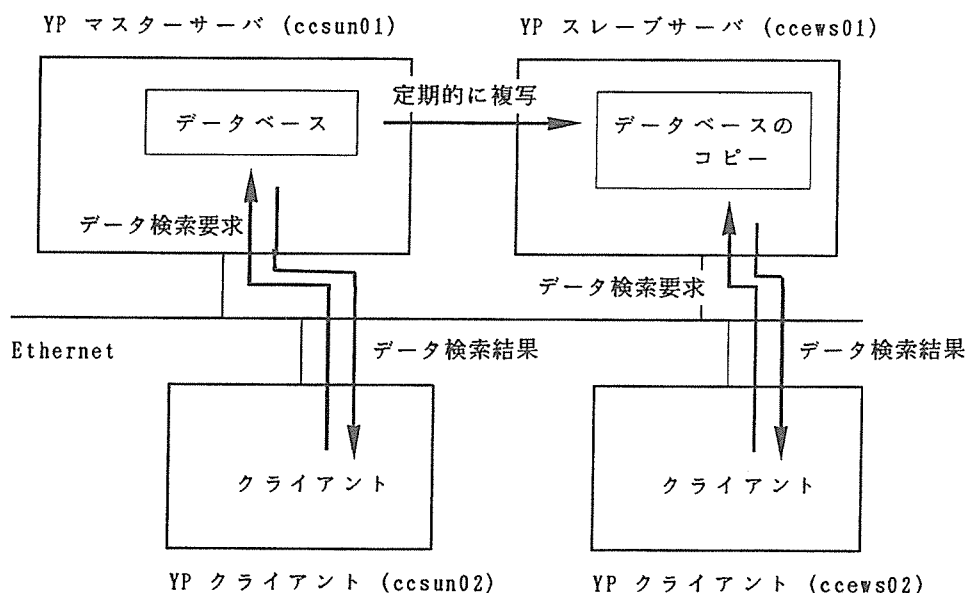 YP マスターサーバ (ccsun01)
YP スレーブサーバ (ccews01)
定期的に複写
データベース
データベースの
コピー
データ検索要求
データ検索要求
Ethernet
データ検索結果
データ検索結果
クライアント
クライアント
YP クライアント (ccsun02)
YP クライアント (ccews02)